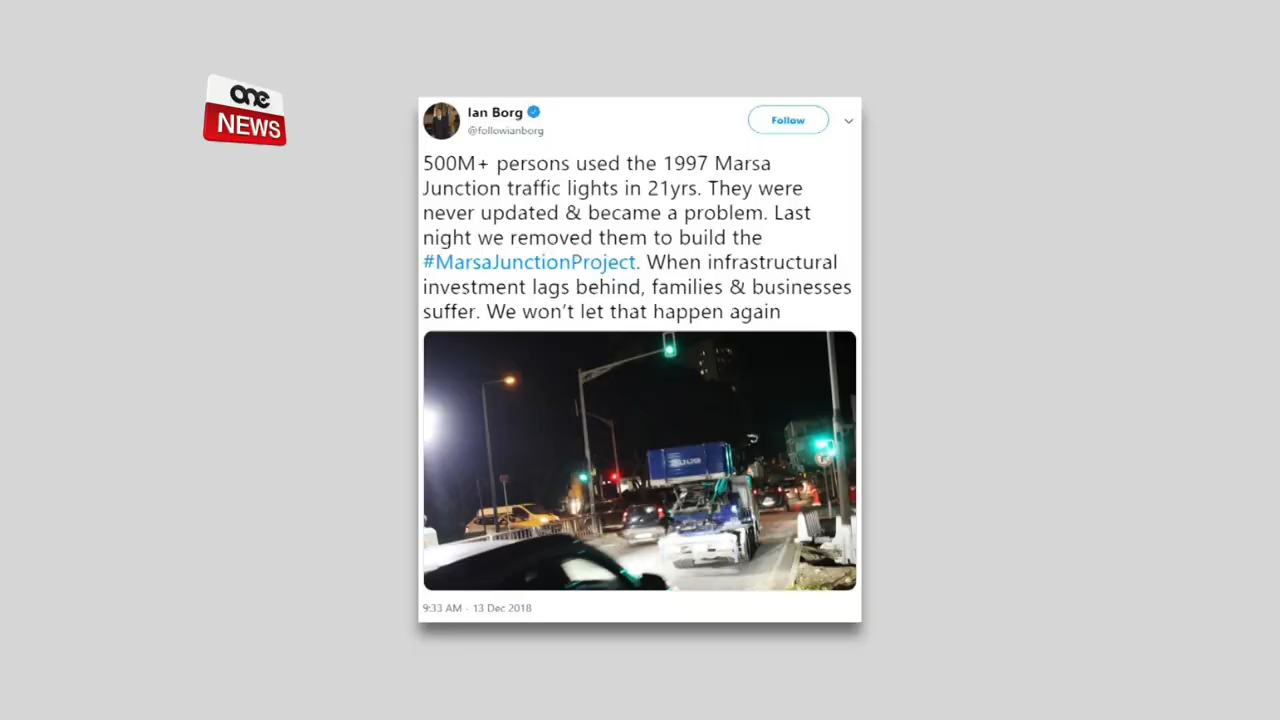 one
NEWS
Ian Borg
@followianborg
Follow
500M+ persons used the 1997 Marsa
Junction traffic lights in 21yrs. They were
never updated & became a problem. Last
night we removed them to build the
#MarsaJunctionProject. When infrastructural
investment lags behind, families & businesses
suffer. We won't let that happen again
9:33 AM - 13 Dec 2018